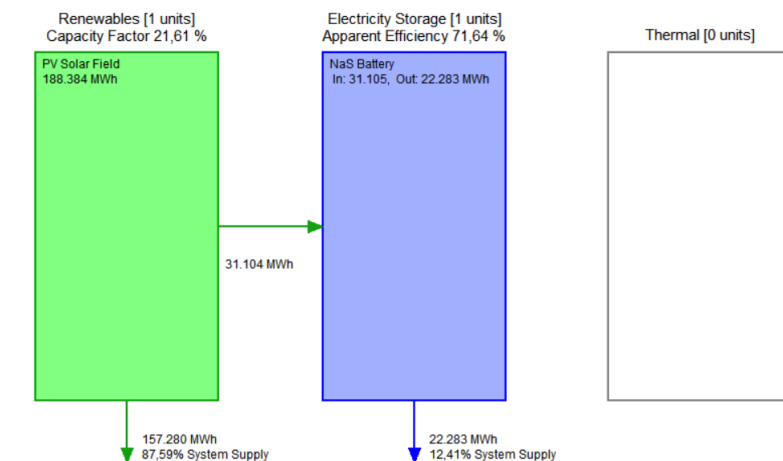 Renewables [1 units]
Capacity Factor 21,61 %
Electricity Storage [1 units]
Apparent Efficiency 71,64 %
Thermal [0 units]
PV Solar Field
188.384 MWh
NaS Battery
In: 31.105, Out: 22.283 MWh
31.104 MWh
157.280 MWh
87,59% System Supply
22.283 MWh
12,41% System Supply